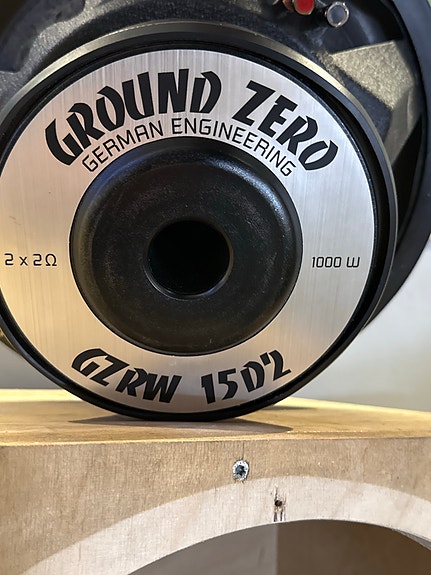 GROUND ZERO
GERMAN ENGINEERING
2 x 2Ω
1000 W
GZRW 15D2